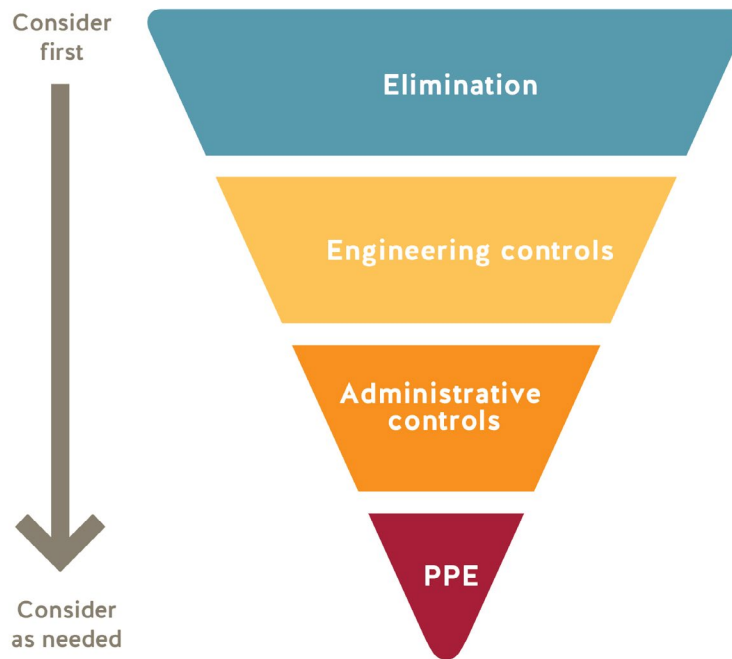 Consider
first
Elimination
Engineering controls
Administrative
controls
PPE
Consider
as needed